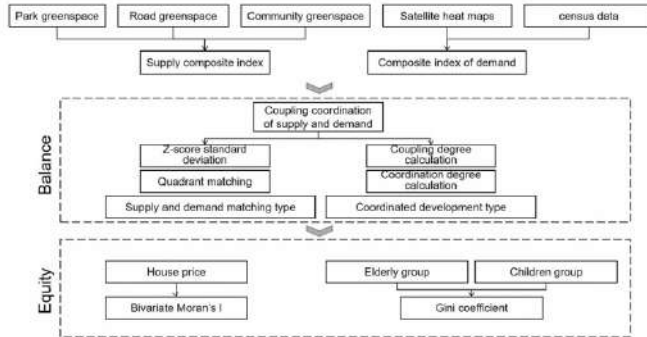 Park greenspace
Road greenspace
Community greenspace
Satellite heat maps
census data
Supply composite index
Composite index of demand
Balance
Coupling coordination
of supply and demand
Z-score standard
deviation
Coupling degree
calculation
Quadrant matching
Coordination degree
calculation
Supply and demand matching type
Coordinated development type
Equity
House price
Elderly group
Children group
Bivariate Moran's I
Gini coefficient